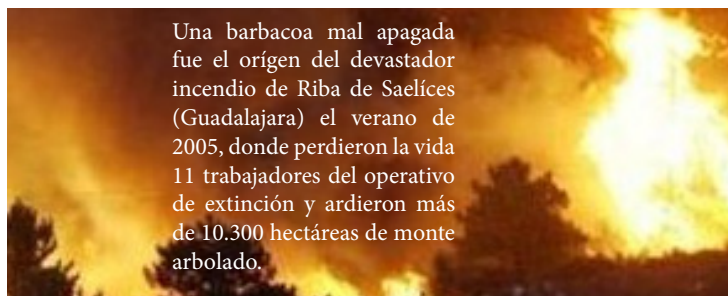 Una barbacoa mal apagada
fue el orígen del devastador
incendio de Riba de Saelíces
(Guadalajara) el verano de
2005, donde perdieron la vida
11 trabajadores del operativo
de extinción y ardieron más
de 10.300 hectáreas de monte
arbolado.